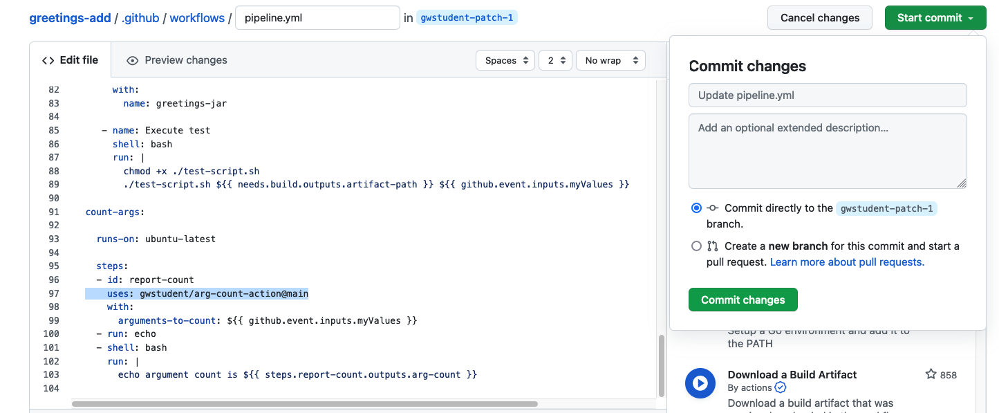 greetings-add / .github / workflows / pipeline.yml in gwstudent-patch-1
Cancel changes
Start commit
Edit file
Preview changes
Spaces
2
No wrap
82 with:
83 name: greetings-jar
84
85 - name: Execute test
86 shell: bash
87 run: |
88 chmod +x ./test-script.sh
89 ./test-script.sh ${{ needs.build.outputs.artifact-path }} ${{ github.event.inputs.myValues }}
90
91 count-args:
92
93 runs-on: ubuntu-latest
94
95 steps:
96 - id: report-count
97 uses: gwstudent/arg-count-action@main
98 with:
99 arguments-to-count: ${{ github.event.inputs.myValues }}
100 - run: echo
101 - shell: bash
102 run: |
103 echo argument count is ${{ steps.report-count.outputs.arg-count }}
104
Commit changes
Update pipeline.yml
Add an optional extended description...
Commit directly to the gwstudent-patch-1
branch.
Create a new branch for this commit and start a
pull request. Learn more about pull requests.
Commit changes
Setup a Go environment and add it to
the PATH
Download a Build Artifact
858
By actions
Download a build artifact that was